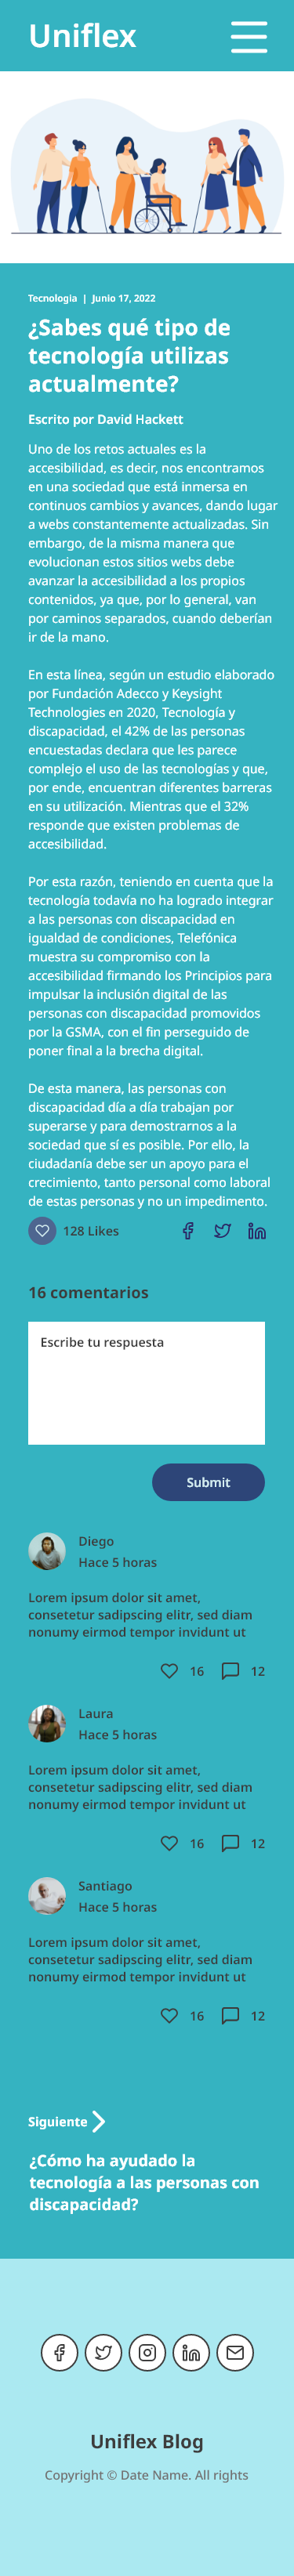 Uniflex
Tecnologia | Junio 17, 2022
¿Sabes qué tipo de
tecnología utilizas
actualmente?
Escrito por David Hackett
Uno de los retos actuales es la
accesibilidad, es decir, nos encontramos
en una sociedad que está inmersa en
continuos cambios y avances, dando lugar
a webs constantemente actualizadas. Sin
embargo, de la misma manera que
evolucionan estos sitios webs debe
avanzar la accesibilidad a los propios
contenidos, ya que, por lo general, van
por caminos separados, cuando deberían
ir de la mano.
En esta línea, según un estudio elaborado
por Fundación Adecco y Keysight
Technologies en 2020, Tecnología y
discapacidad, el 42% de las personas
encuestadas declara que les parece
complejo el uso de las tecnologías y que,
por ende, encuentran diferentes barreras
en su utilización. Mientras que el 32%
responde que existen problemas de
accesibilidad.
Por esta razón, teniendo en cuenta que la
tecnología todavía no ha logrado integrar
a las personas con discapacidad en
igualdad de condiciones, Telefónica
muestra su compromiso con la
accesibilidad firmando los Principios para
impulsar la inclusión digital de las
personas con discapacidad promovidos
por la GSMA, con el fin perseguido de
poner final a la brecha digital.
De esta manera, las personas con
discapacidad día a día trabajan por
superarse y para demostrarnos a la
sociedad que sí es posible. Por ello, la
ciudadanía debe ser un apoyo para el
crecimiento, tanto personal como laboral
de estas personas y no un impedimento.
128 Likes
16 comentarios
Escribe tu respuesta
Submit
Diego
Hace 5 horas
Lorem ipsum dolor sit amet,
consetetur sadipscing elitr, sed diam
nonumy eirmod tempor invidunt ut
16 12
Laura
Hace 5 horas
Lorem ipsum dolor sit amet,
consetetur sadipscing elitr, sed diam
nonumy eirmod tempor invidunt ut
16 12
Santiago
Hace 5 horas
Lorem ipsum dolor sit amet,
consetetur sadipscing elitr, sed diam
nonumy eirmod tempor invidunt ut
16 12
Siguiente
¿Cómo ha ayudado la
tecnología a las personas con
discapacidad?
Uniflex Blog
Copyright © Date Name. All rights